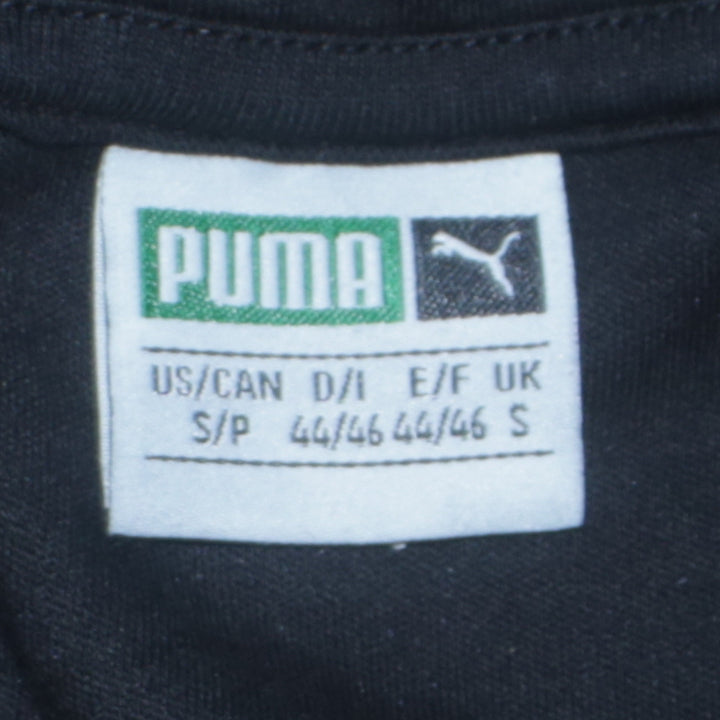 PUMA
US/CAN D/I E/F UK
S/P 44/46 44/46 S